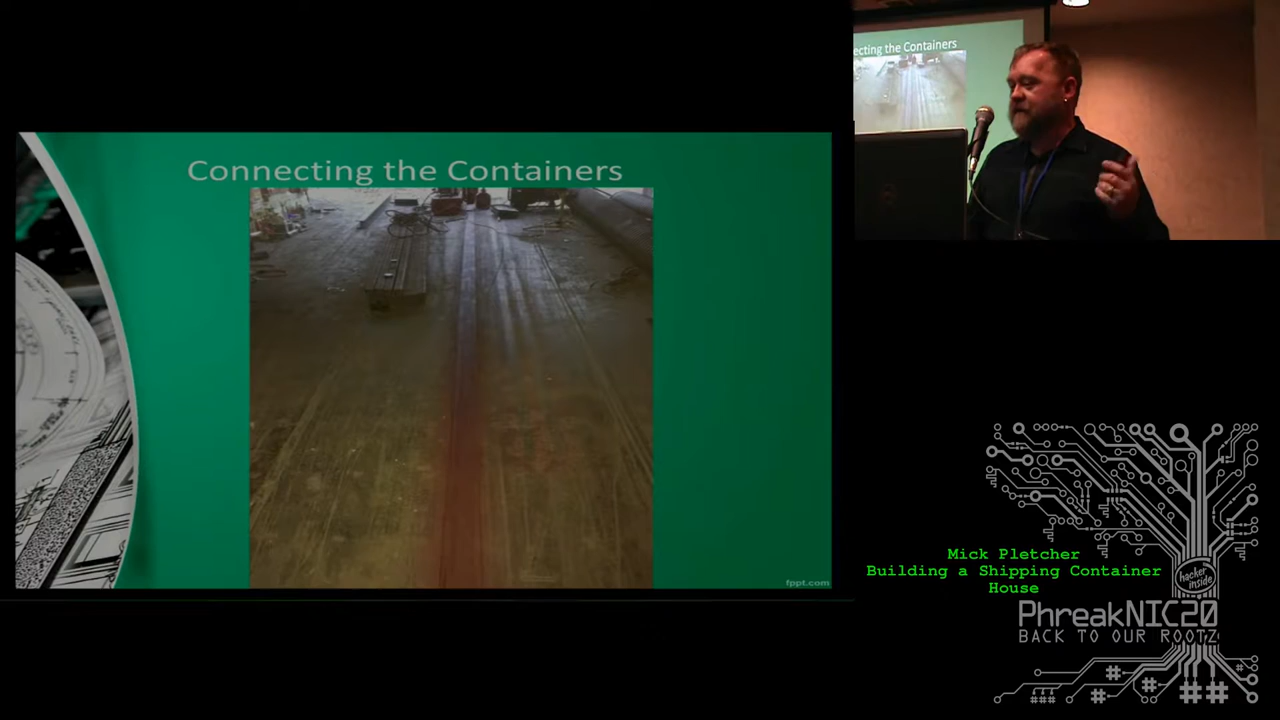 Connecting the Containers
fppt.com
ecting the Containers
Mick Pletcher
Building a Shipping Container
House
hacker
inside
PhreakNIC20
BACK TO OUR ROOTZ